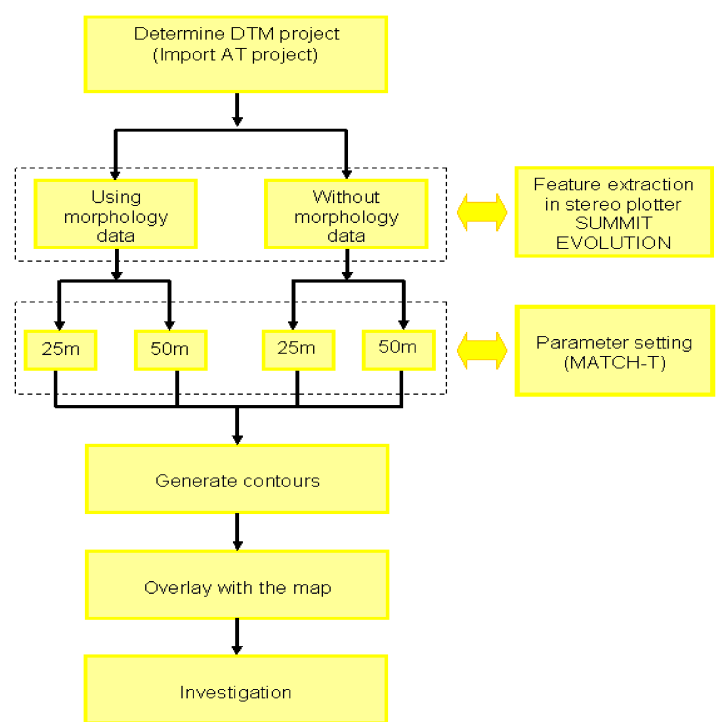 Determine DTM project
(Import AT project)
Using
morphology
data
Without
morphology
data
Feature extraction
in stereo plotter
SUMMIT
EVOLUTION
25m
50m
25m
50m
Parameter setting
(MATCH-T)
Generate contours
Overlay with the map
Investigation